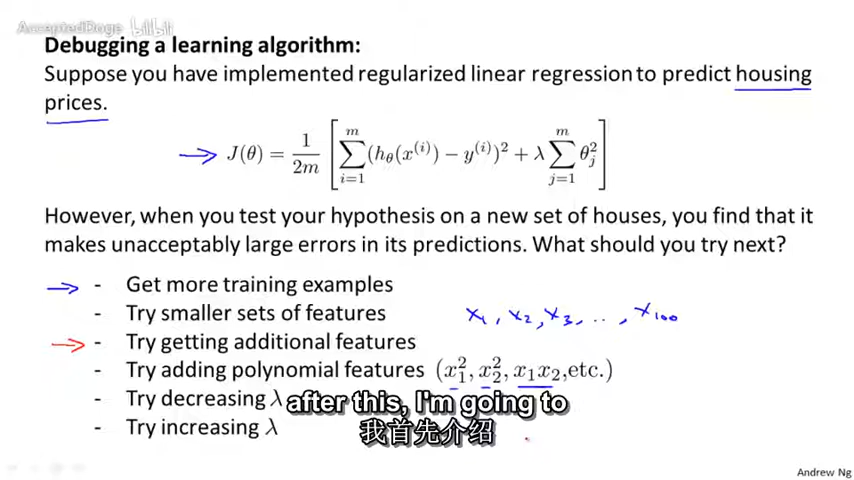 AcceptedDoge bilibili
Debugging a learning algorithm:
Suppose you have implemented regularized linear regression to predict housing
prices.
→ J(θ) = 1/2m [ ∑_{i=1}^{m} (h_θ(x^{(i)}) − y^{(i)})² + λ ∑_{j=1}^{m} θ_j² ]
However, when you test your hypothesis on a new set of houses, you find that it
makes unacceptably large errors in its predictions. What should you try next?
→ - Get more training examples
- Try smaller sets of features x₁, x₂, x₃, ..., x₁₀₀
→ - Try getting additional features
- Try adding polynomial features (x₁², x₂², x₁x₂, etc.)
- Try decreasing λ
- Try increasing λ
after this, I'm going to
我首先介绍
Andrew Ng